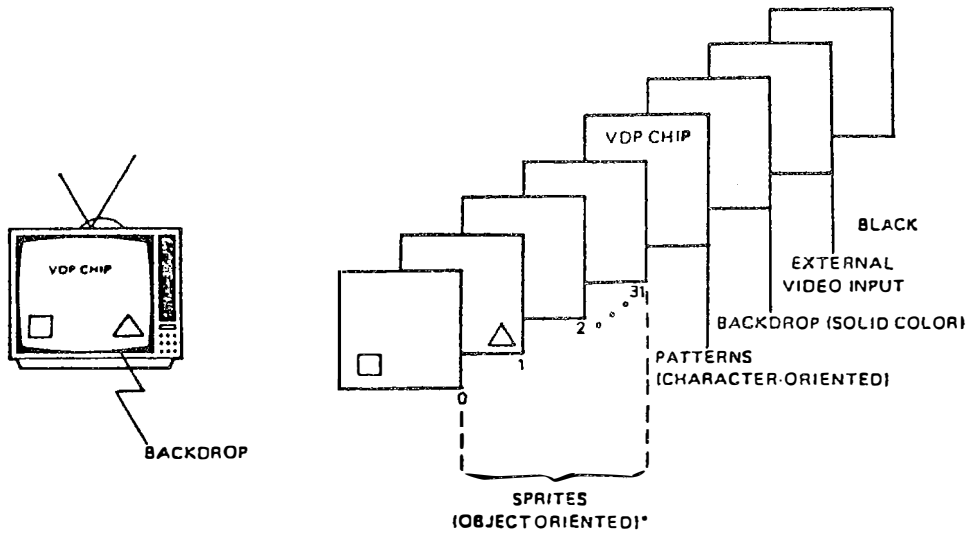 VDP CHIP
BACKDROP
VDP CHIP
0
1
2
31
BLACK
EXTERNAL
VIDEO INPUT
BACKDROP (SOLID COLOR)
PATTERNS
(CHARACTER-ORIENTED)
SPRITES
(OBJECT ORIENTED)*